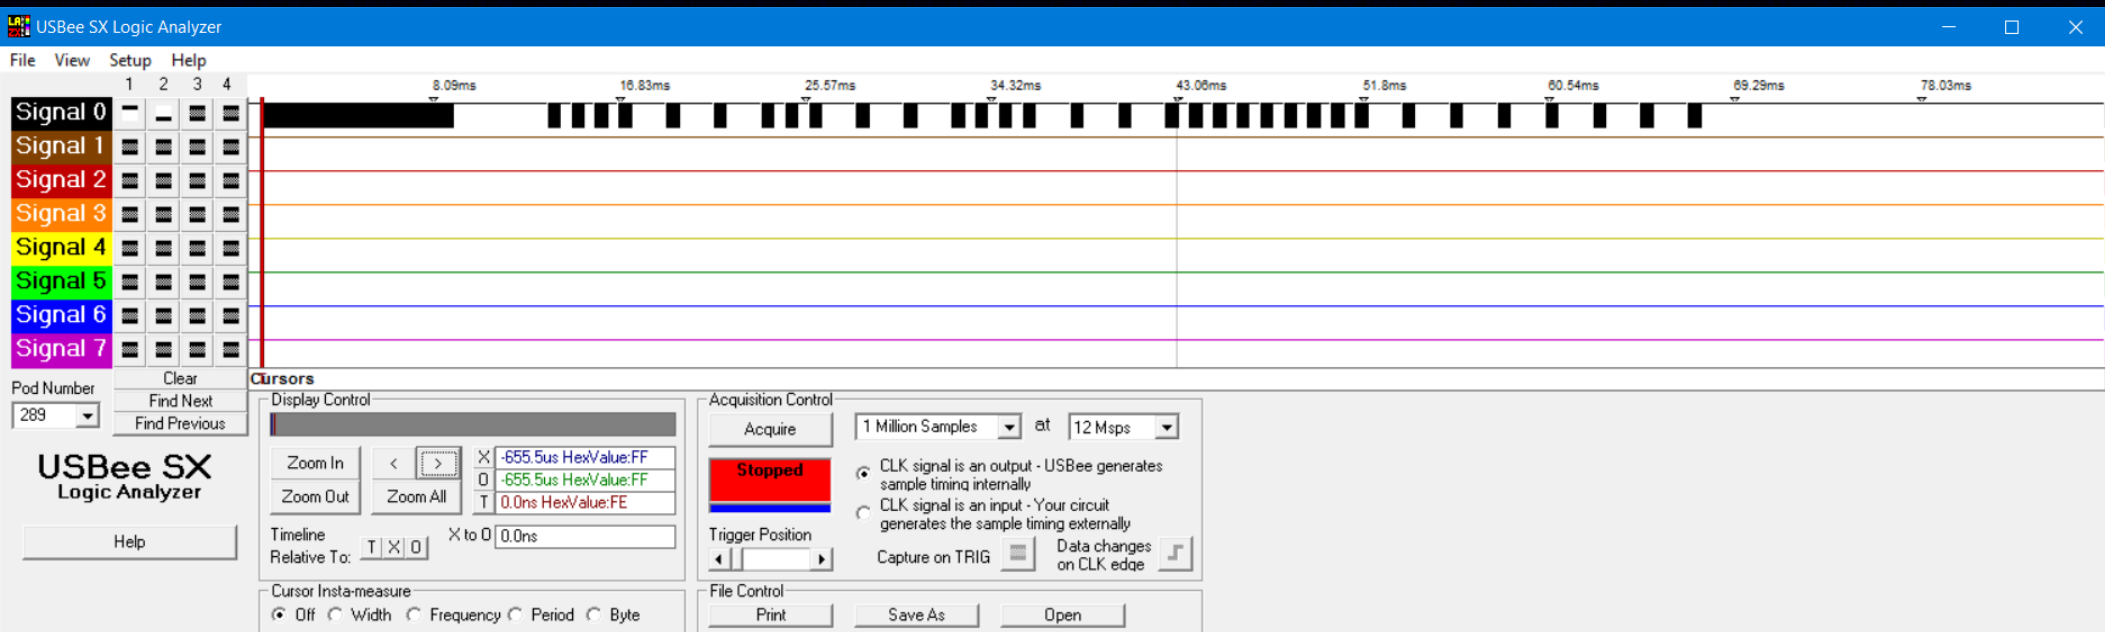 USBee SX Logic Analyzer
File View Setup Help
1 2 3 4
8.09ms 16.83ms 25.57ms 34.32ms 43.06ms 51.8ms 60.54ms 69.29ms 78.03ms
Signal 0
Signal 1
Signal 2
Signal 3
Signal 4
Signal 5
Signal 6
Signal 7
Clear
Find Next
Find Previous
Pod Number
289
USBee SX
Logic Analyzer
Help
Cursors
Display Control
Zoom In < > X -655.5us HexValue:FF
O -655.5us HexValue:FF
Zoom Out Zoom All T 0.0ns HexValue:FE
Timeline
Relative To: T X O X to O 0.0ns
Cursor Insta-measure
Off Width Frequency Period Byte
Acquisition Control
Acquire 1 Million Samples at 12 Msps
Stopped
CLK signal is an output - USBee generates
sample timing internally
CLK signal is an input - Your circuit
generates the sample timing externally
Trigger Position
Capture on TRIG
Data changes
on CLK edge
File Control
Print Save As Open